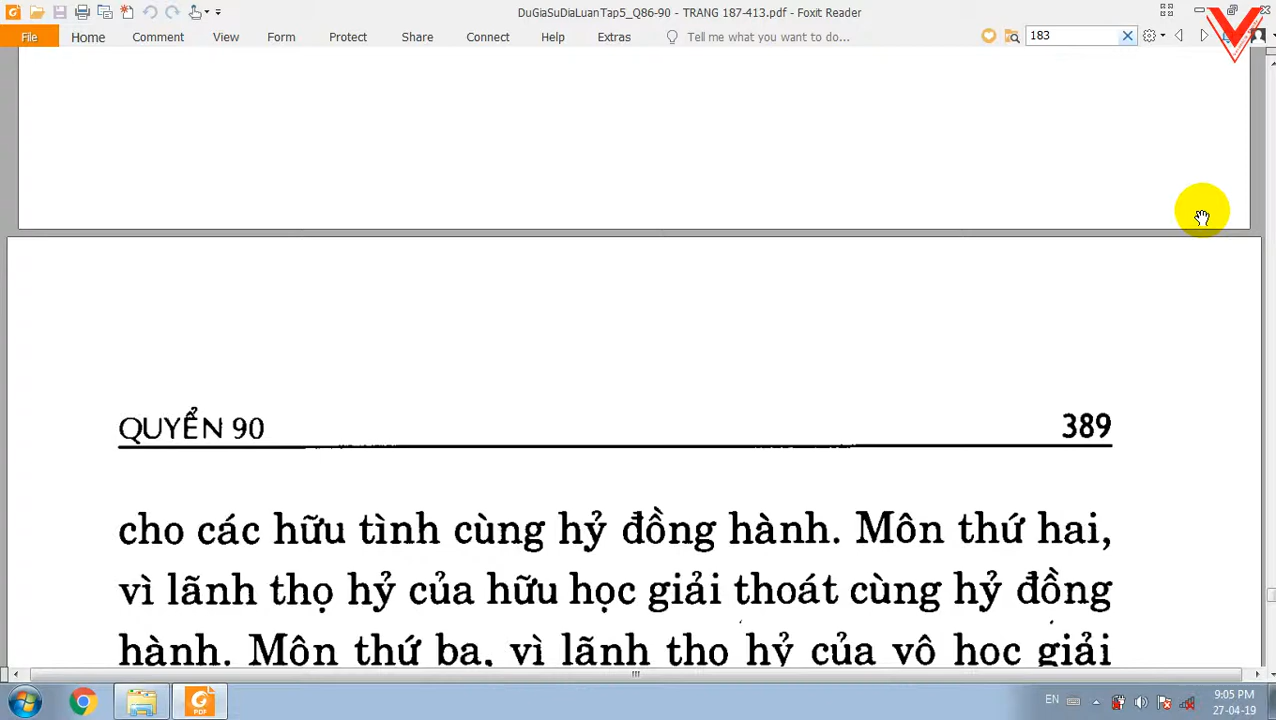 DuGiaSuDiaLuanTap5_Q86-90 - TRANG 187-413.pdf - Foxit Reader
File Home Comment View Form Protect Share Connect Help Extras Tell me what you want to do... 183
QUYỂN 90 389
cho các hữu tình cùng hỷ đồng hành. Môn thứ hai,
vì lãnh thọ hỷ của hữu học giải thoát cùng hỷ đồng
hành. Môn thứ ba, vì lãnh thọ hỷ của vô học giải
EN 9:05 PM
27-04-19